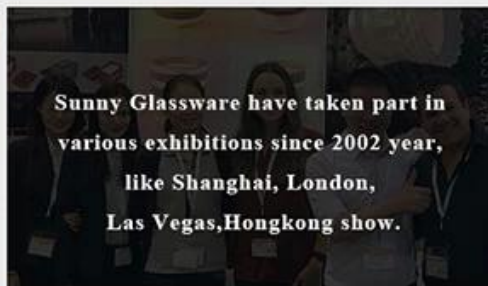 Sunny Glassware have taken part in
various exhibitions since 2002 year,
like Shanghai, London,
Las Vegas,Hongkong show.